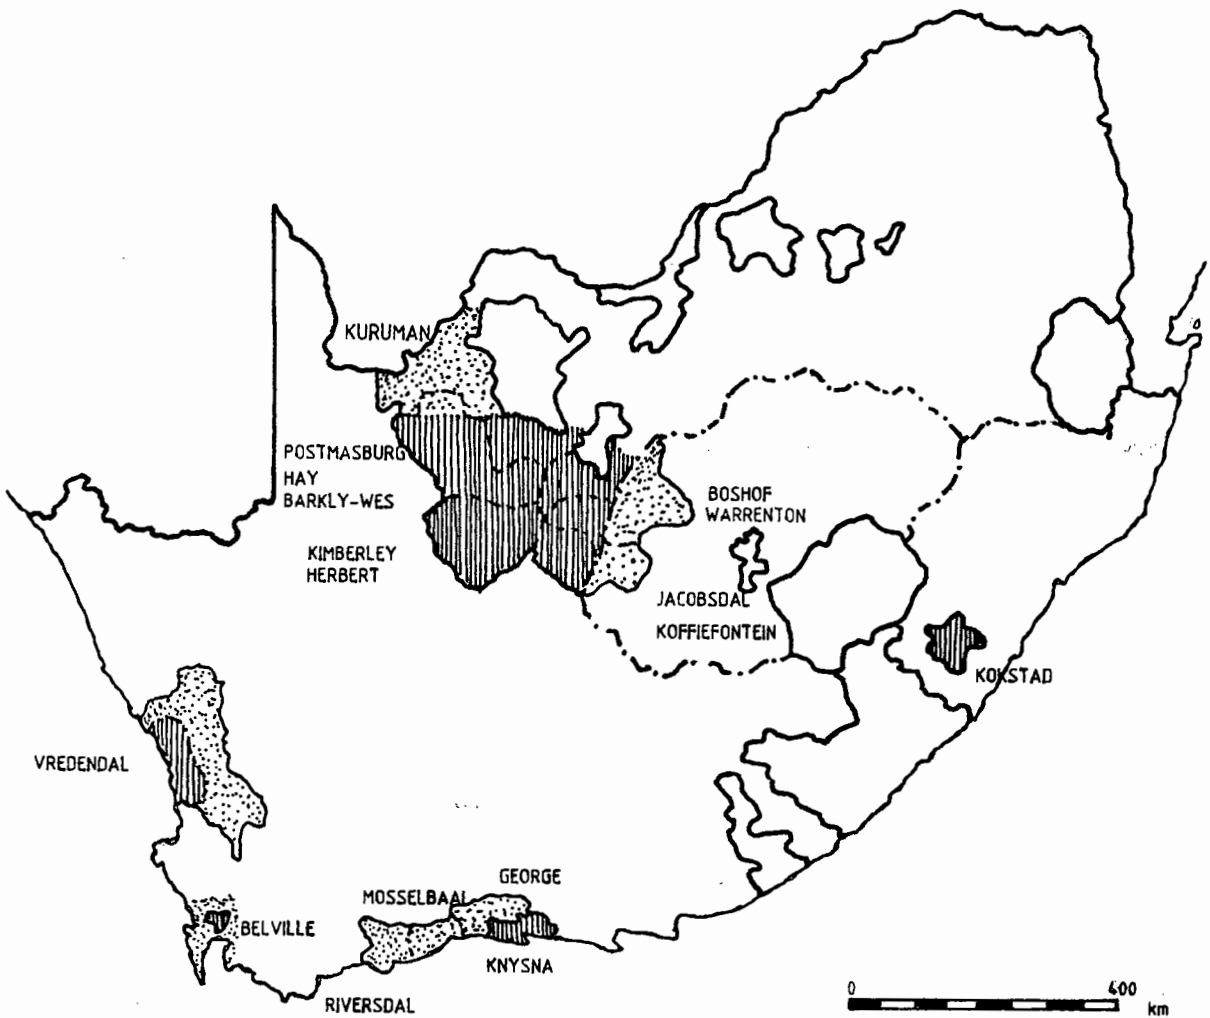 KURUMAN
POSTMASBURG
HAY
BARKLY-WES
BOSHOF
WARRENTON
KIMBERLEY
HERBERT
JACOBSDAL
KOFFIEFONTEIN
KOKSTAD
VREDENDAL
GEORGE
MOSSELBAAI
BELVILLE
KNYSNA
RIVERSDAL
0 400
km